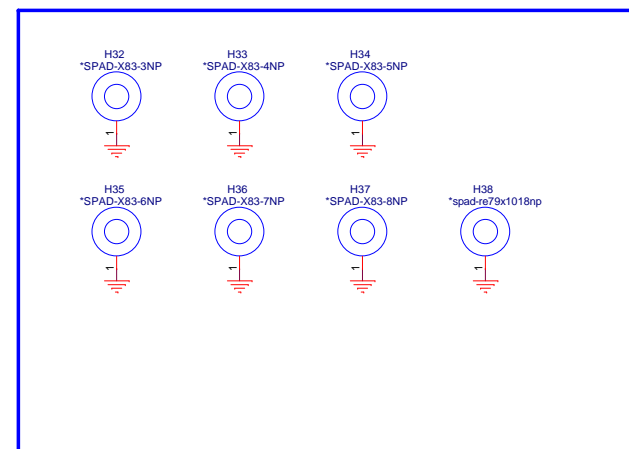 H32 H33 H34
*SPAD-X83-3NP *SPAD-X83-4NP *SPAD-X83-5NP
1 1 1
H35 H36 H37 H38
*SPAD-X83-6NP *SPAD-X83-7NP *SPAD-X83-8NP *spad-re79x1018np
1 1 1 1